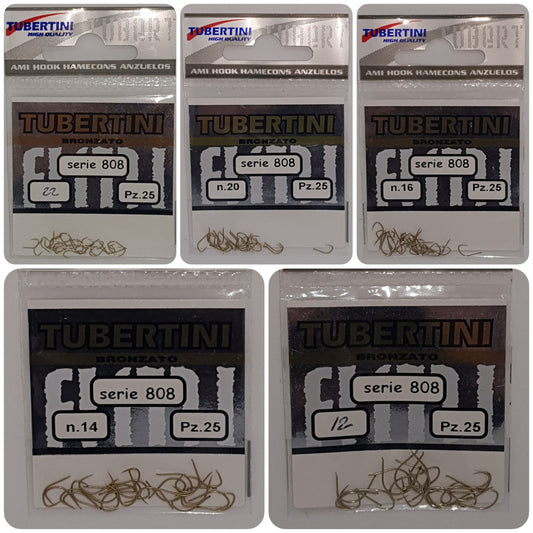 TUBERTINI
HIGH QUALITY
AMI HOOK HAMEÇONS ANZUELOS
TUBERTINI
BRONZATO
serie 808
22
Pz.25
TUBERTINI
HIGH QUALITY
AMI HOOK HAMECONS ANZUELOS
TUBERTINI
BRONZATO
serie 808
n.20
Pz.25
TUBERTINI
HIGH QUALITY
AMI HOOK HAMECONS ANZUELOS
TUBERTINI
BRONZATO
serie 808
n.16
Pz.25
TUBERTINI
BRONZATO
serie 808
n.14
Pz.25
TUBERTINI
BRONZATO
serie 808
12
Pz.25